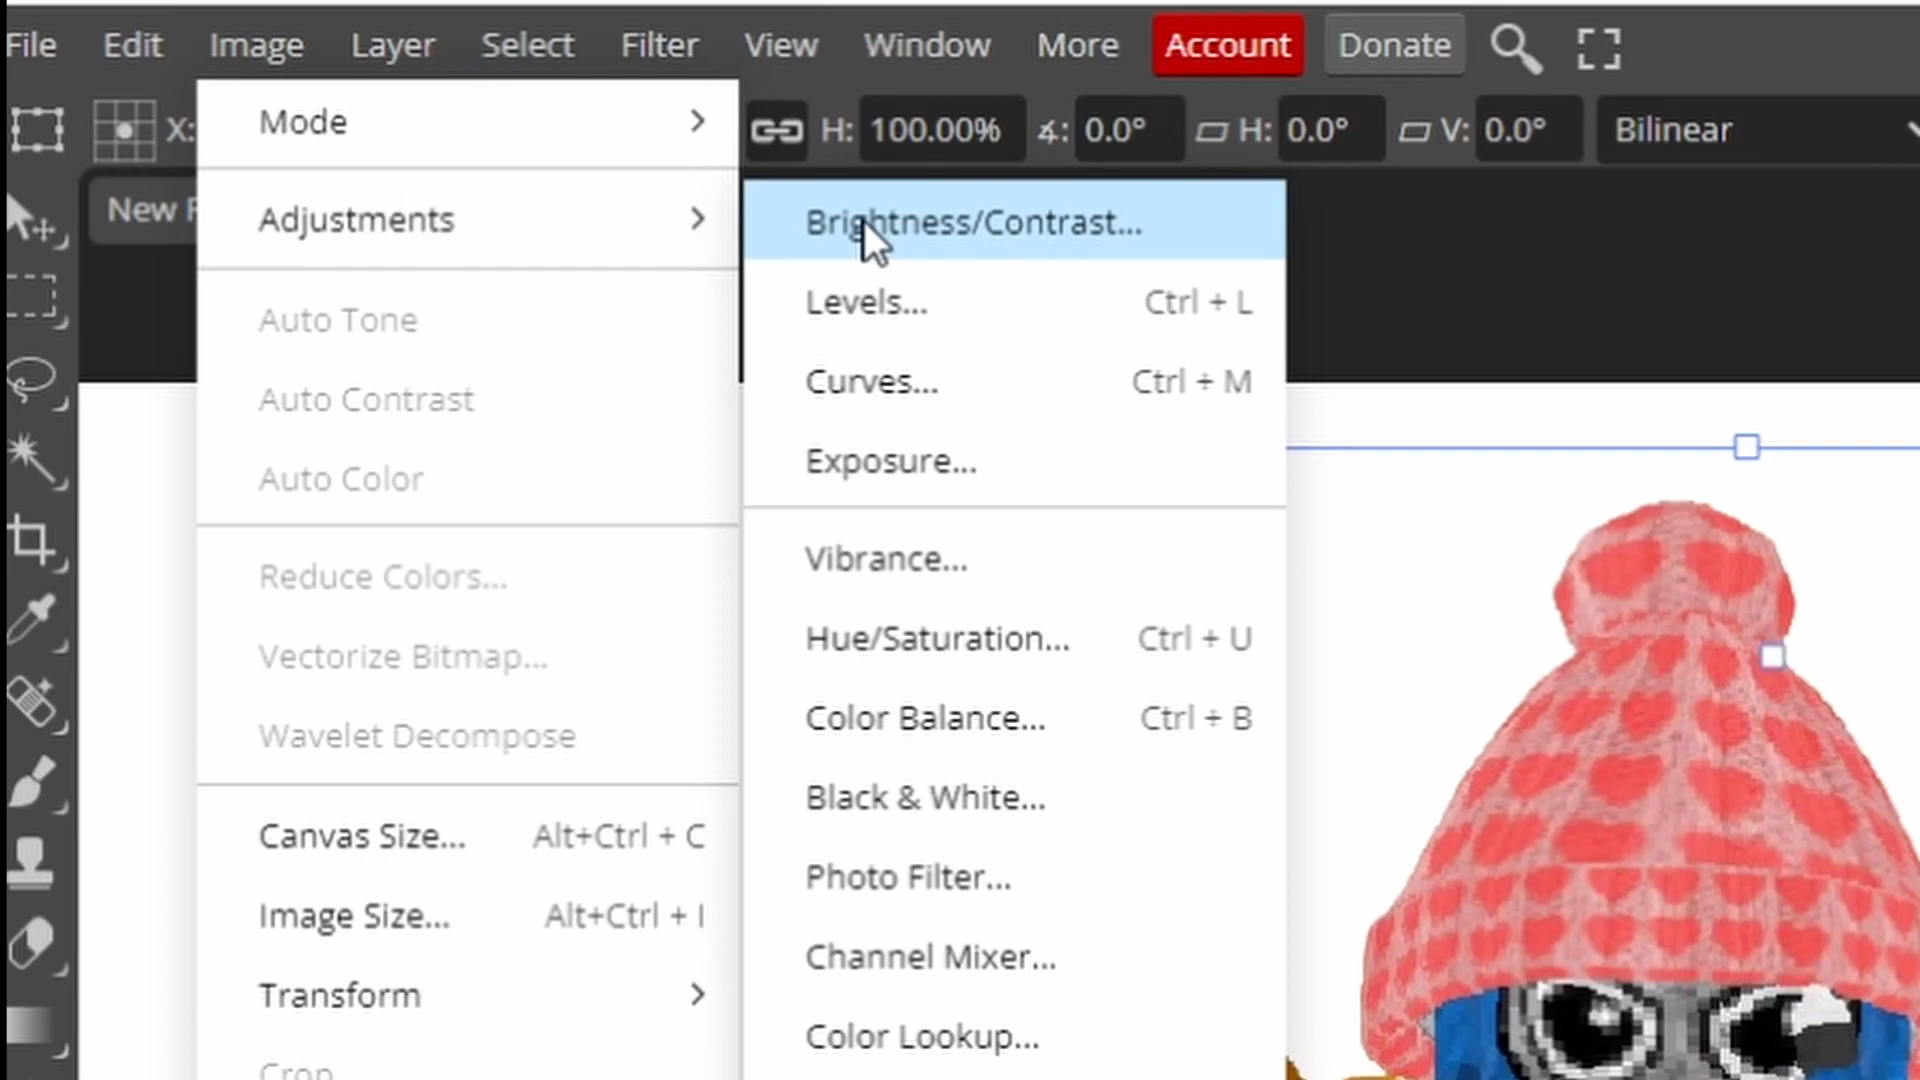 File Edit Image Layer Select Filter View Window More Account Donate
X: H: 100.00% 0.0° H: 0.0° V: 0.0° Bilinear
New
Mode
Adjustments
Auto Tone
Auto Contrast
Auto Color
Reduce Colors...
Vectorize Bitmap...
Wavelet Decompose
Canvas Size... Alt+Ctrl + C
Image Size... Alt+Ctrl + I
Transform
Crop
Brightness/Contrast...
Levels... Ctrl + L
Curves... Ctrl + M
Exposure...
Vibrance...
Hue/Saturation... Ctrl + U
Color Balance... Ctrl + B
Black & White...
Photo Filter...
Channel Mixer...
Color Lookup...